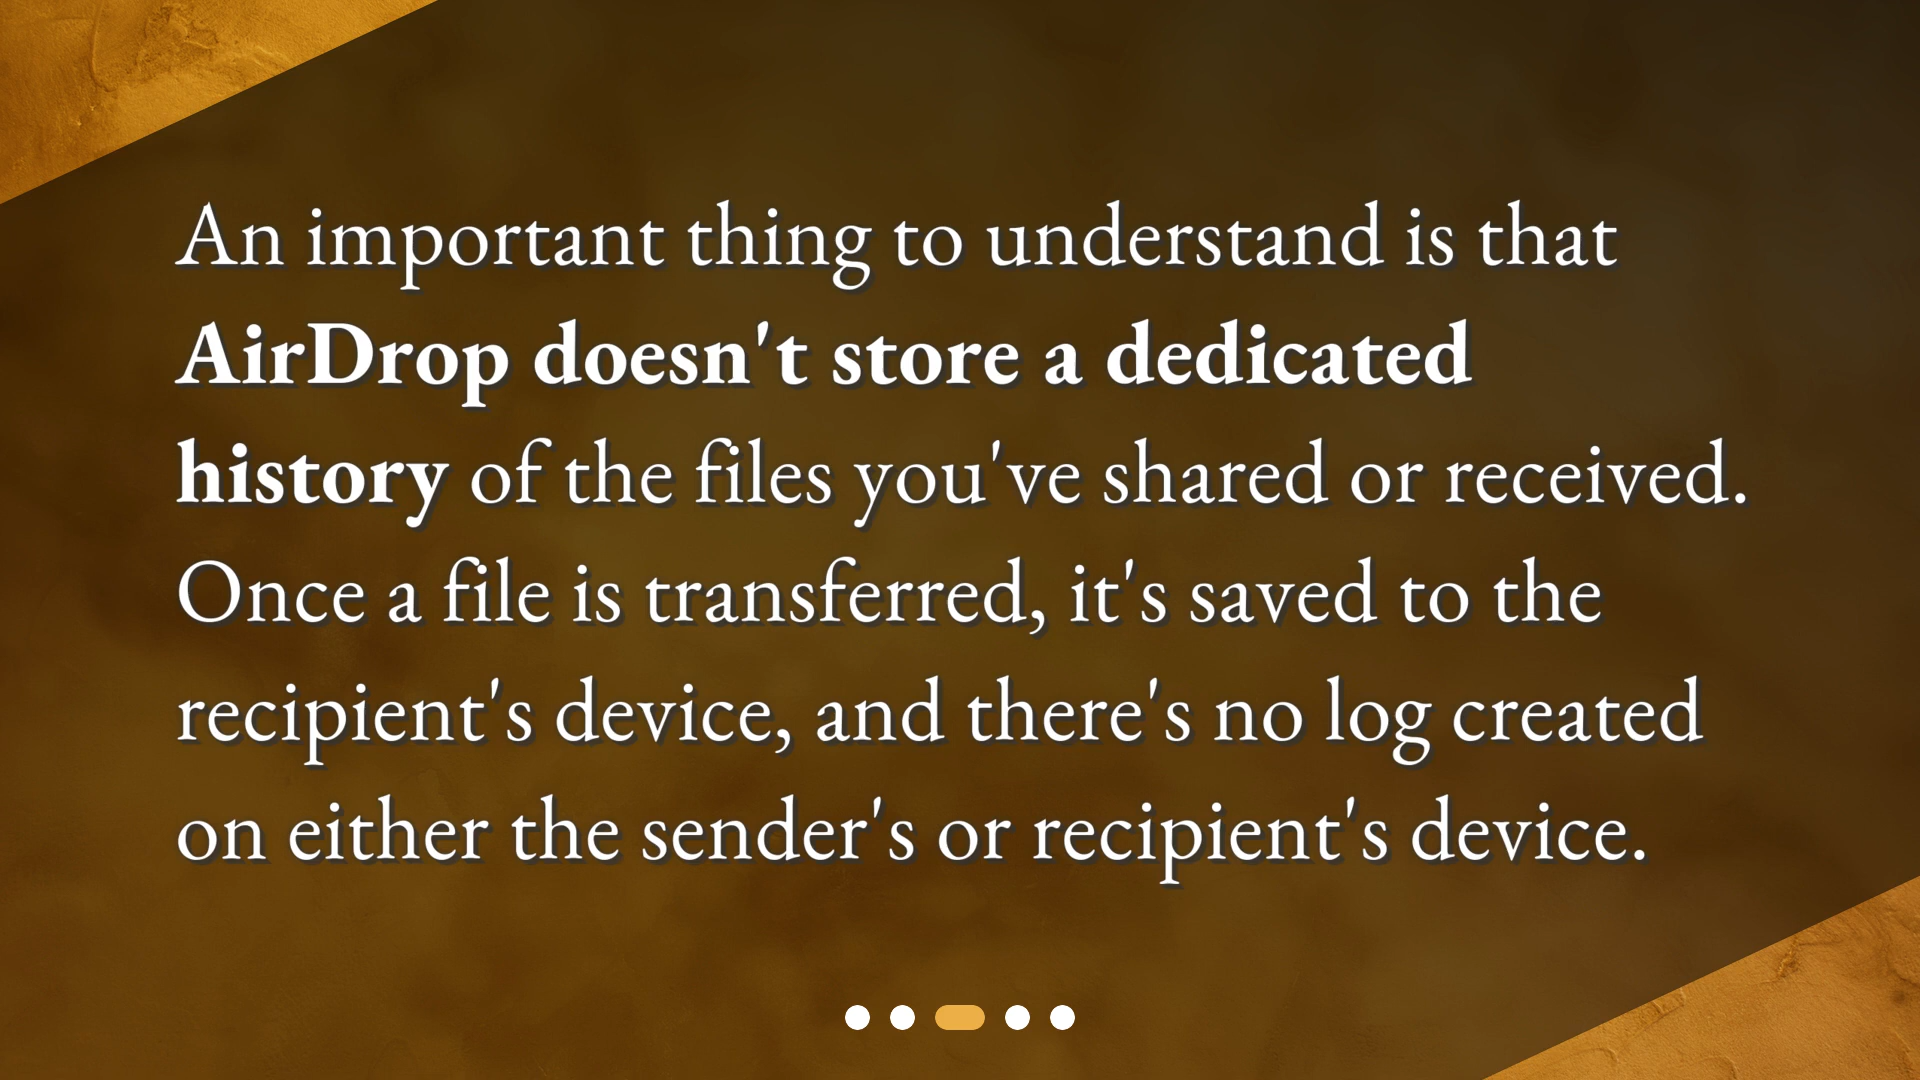 An important thing to understand is that
AirDrop doesn't store a dedicated
history of the files you've shared or received.
Once a file is transferred, it's saved to the
recipient's device, and there's no log created
on either the sender's or recipient's device.